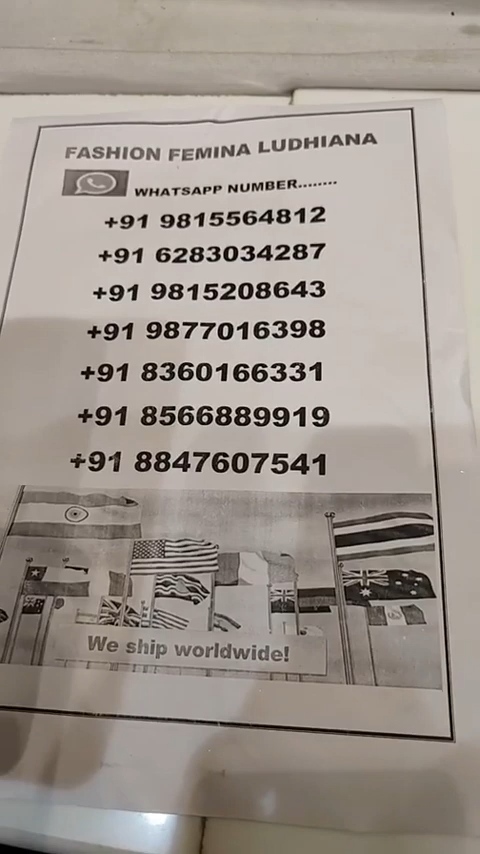 FASHION FEMINA LUDHIANA
WHATSAPP NUMBER........
+91 9815564812
+91 6283034287
+91 9815208643
+91 9877016398
+91 8360166331
+91 8566889919
+91 8847607541
We ship worldwide!